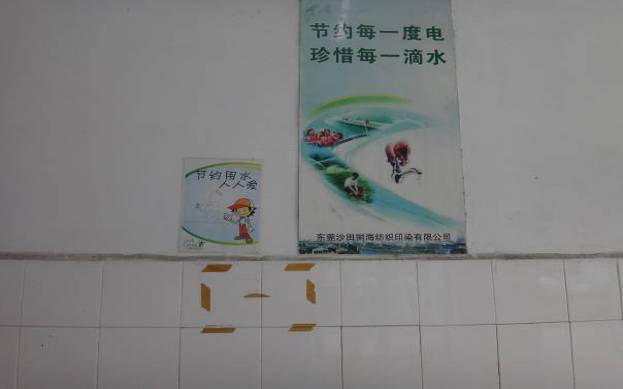 节约每一度电
珍惜每一滴水
节约用水
人人爱
东莞沙田丽海纺织印染有限公司